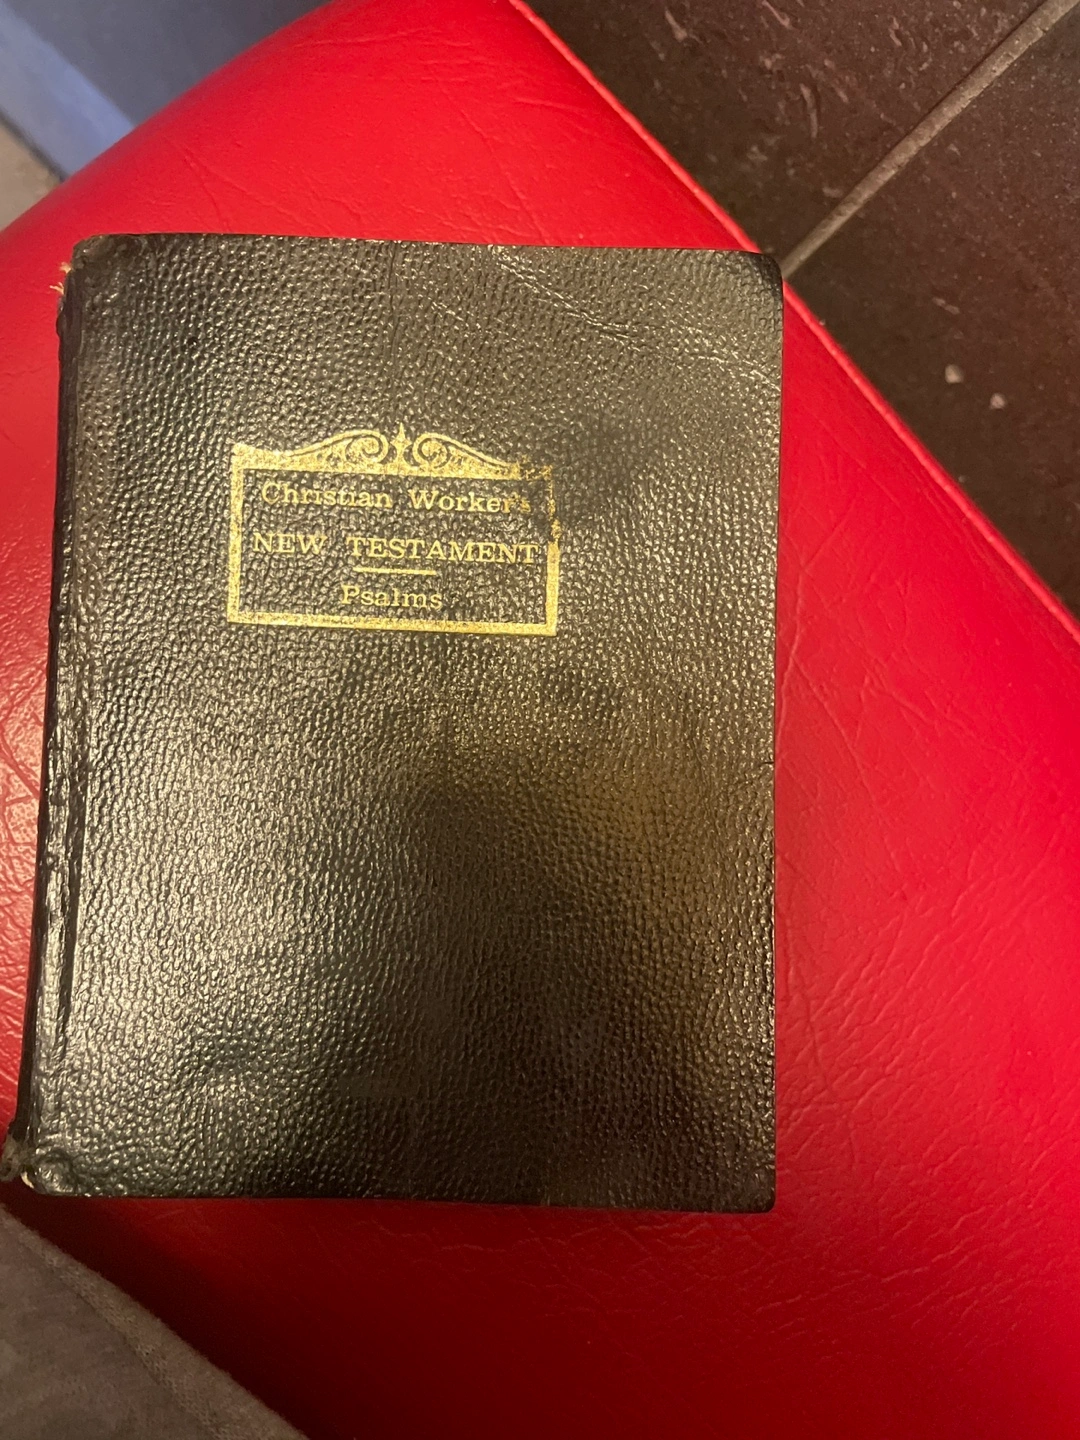 Christian Worker's
NEW TESTAMENT
Psalms